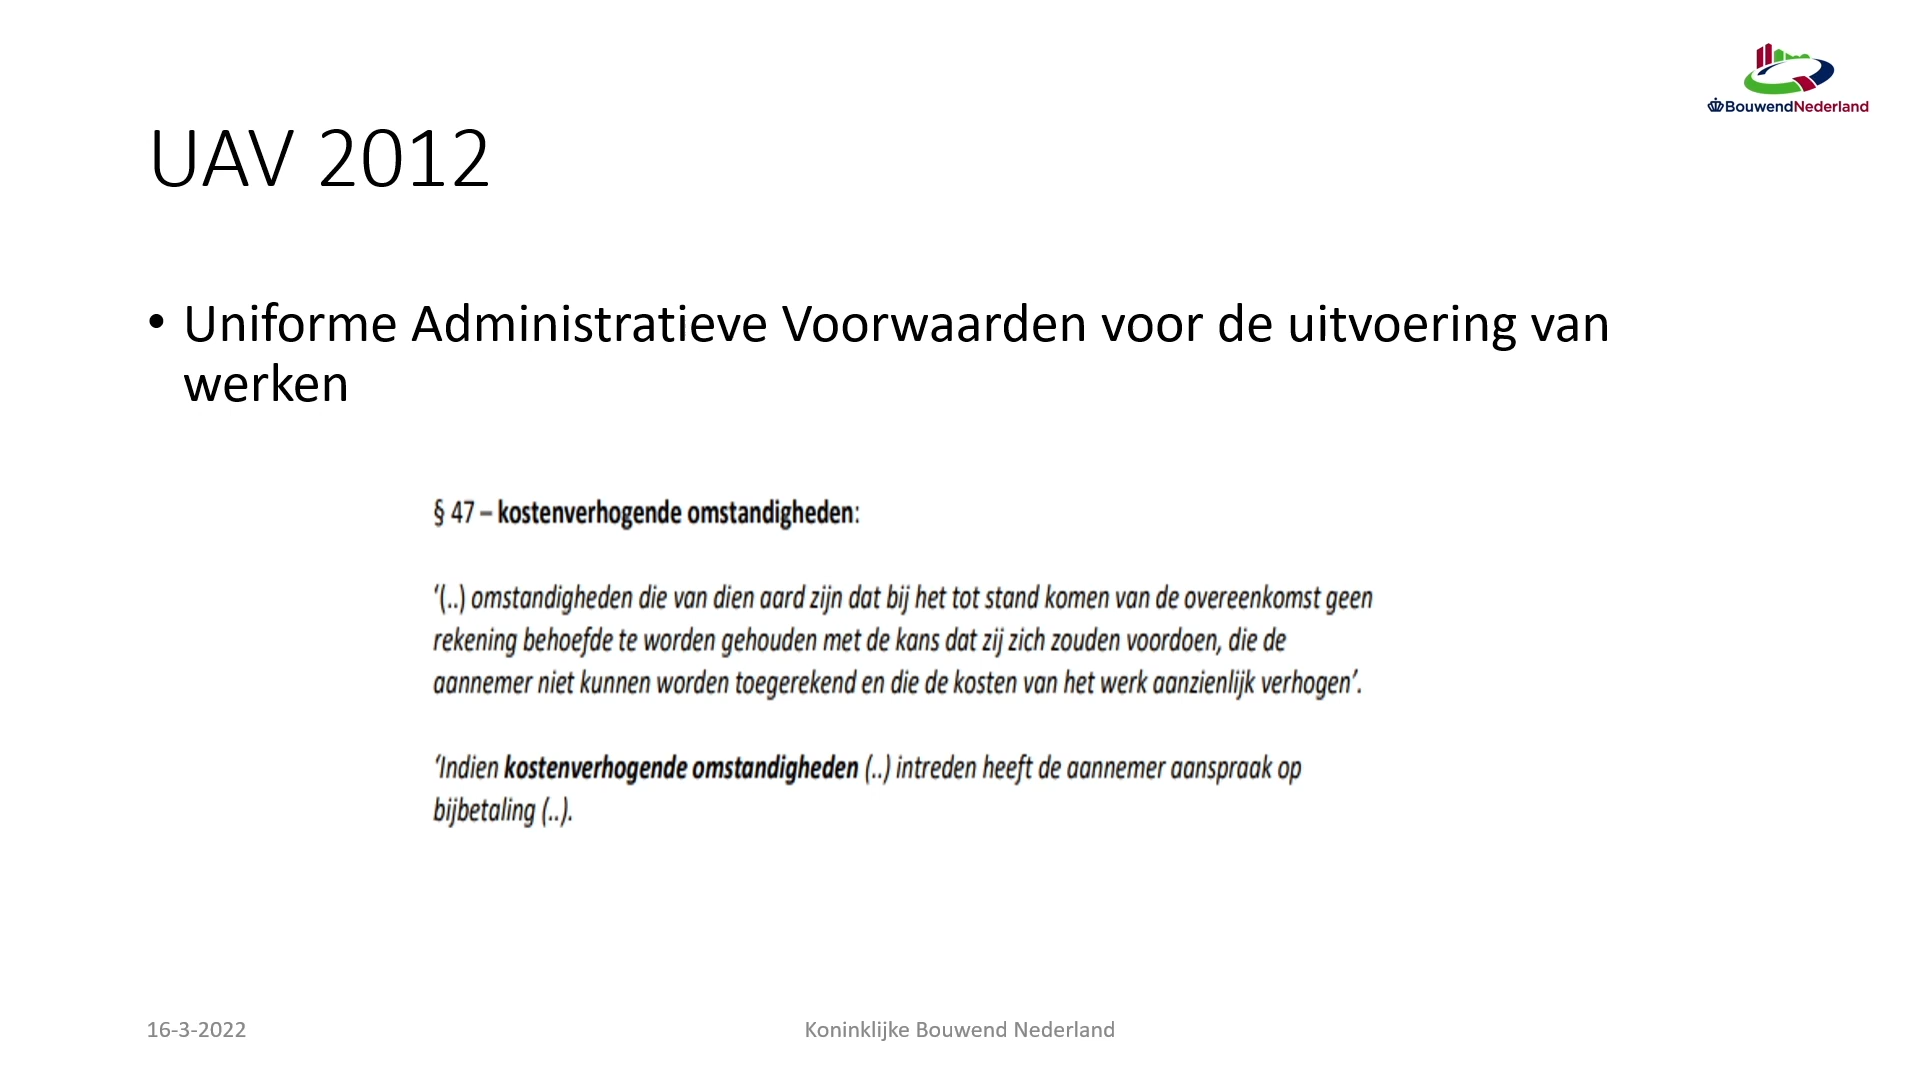 BouwendNederland
UAV 2012
• Uniforme Administratieve Voorwaarden voor de uitvoering van
werken
§ 47 – kostenverhogende omstandigheden:
‘(..) omstandigheden die van dien aard zijn dat bij het tot stand komen van de overeenkomst geen
rekening behoefde te worden gehouden met de kans dat zij zich zouden voordoen, die de
aannemer niet kunnen worden toegerekend en die de kosten van het werk aanzienlijk verhogen’.
‘Indien kostenverhogende omstandigheden (..) intreden heeft de aannemer aanspraak op
bijbetaling (..).
16-3-2022
Koninklijke Bouwend Nederland